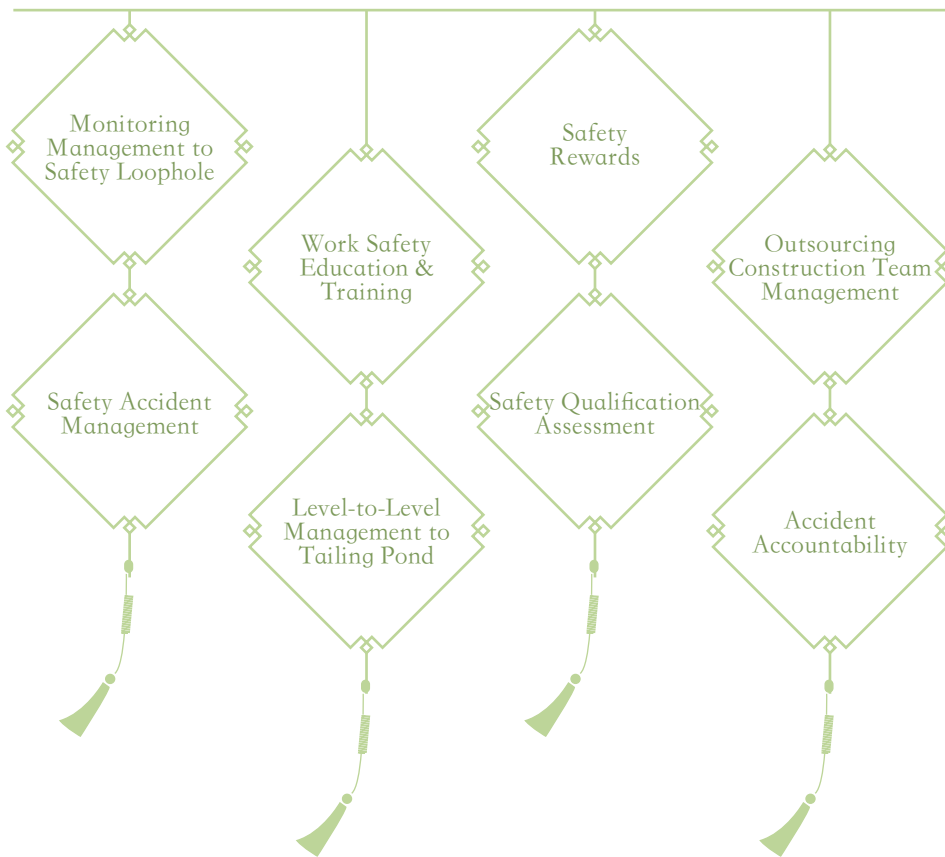 Monitoring
Management to
Safety Loophole
Safety Accident
Management
Work Safety
Education &
Training
Level-to-Level
Management to
Tailing Pond
Safety
Rewards
Safety Qualification
Assessment
Outsourcing
Construction Team
Management
Accident
Accountability